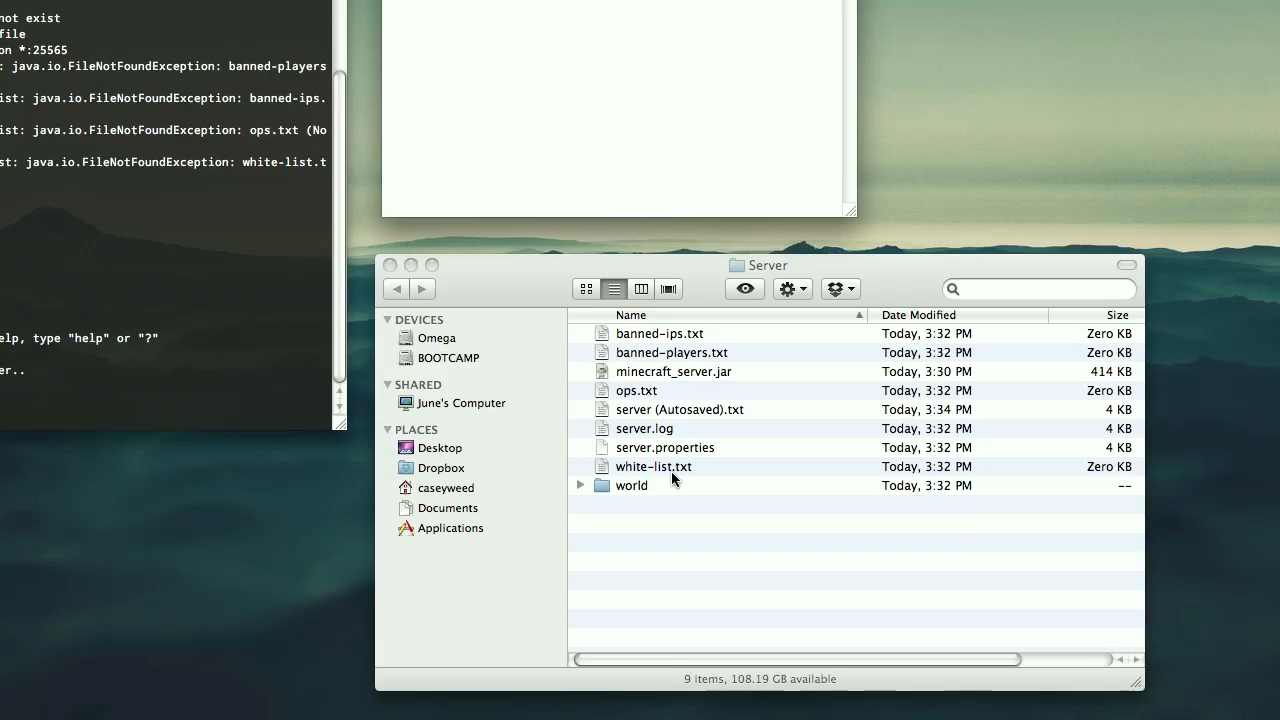 not exist
file
on *:25565
: java.io.FileNotFoundException: banned-players
ist: java.io.FileNotFoundException: banned-ips.
ist: java.io.FileNotFoundException: ops.txt (No
st: java.io.FileNotFoundException: white-list.t
elp, type "help" or "?"
er..
Server
Name Date Modified Size
DEVICES
Omega
BOOTCAMP
SHARED
June's Computer
PLACES
Desktop
Dropbox
caseyweed
Documents
Applications
banned-ips.txt Today, 3:32 PM Zero KB
banned-players.txt Today, 3:32 PM Zero KB
minecraft_server.jar Today, 3:30 PM 414 KB
ops.txt Today, 3:32 PM Zero KB
server (Autosaved).txt Today, 3:34 PM 4 KB
server.log Today, 3:32 PM 4 KB
server.properties Today, 3:32 PM 4 KB
white-list.txt Today, 3:32 PM Zero KB
world Today, 3:32 PM --
9 items, 108.19 GB available